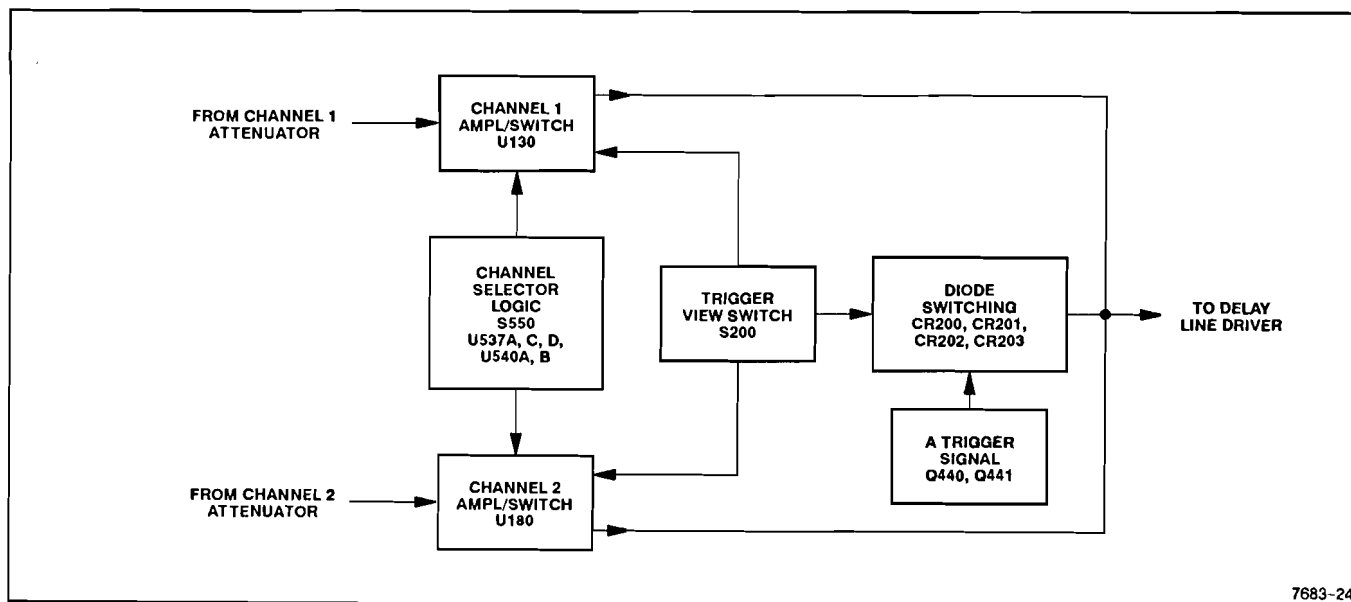 FROM CHANNEL 1
ATTENUATOR
CHANNEL 1
AMPL/SWITCH
U130
CHANNEL
SELECTOR
LOGIC
S550
U537A, C, D,
U540A, B
TRIGGER
VIEW SWITCH
S200
DIODE
SWITCHING
CR200, CR201,
CR202, CR203
TO DELAY
LINE DRIVER
A TRIGGER
SIGNAL
Q440, Q441
FROM CHANNEL 2
ATTENUATOR
CHANNEL 2
AMPL/SWITCH
U180
7683-24